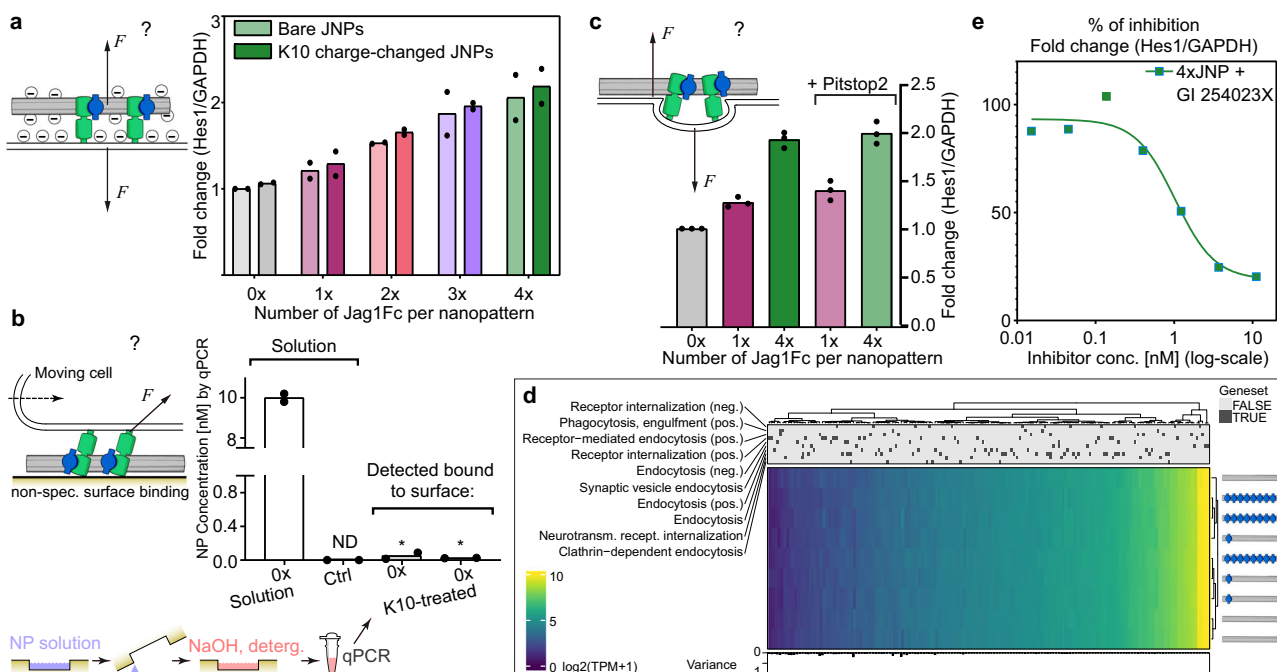 a
?
F
F
Fold change (Hes1/GAPDH)
3
2
1
Bare JNPs
K10 charge-changed JNPs
0x
1x
2x
3x
4x
Number of Jag1Fc per nanopattern
b
?
Moving cell
F
non-spec. surface binding
NP Concentration [nM] by qPCR
Solution
10
8
0.8
0.4
0.0
Detected bound
to surface:
ND
*
*
0x
Ctrl
0x
0x
Solution
K10-treated
NP solution
NaOH, deterg.
qPCR
c
?
F
F
+ Pitstop2
2.5
2.0
1.5
1.0
0.5
0.0
Fold change (Hes1/GAPDH)
0x
1x
4x
1x
4x
Number of Jag1Fc per nanopattern
e
% of inhibition
Fold change (Hes1/GAPDH)
4xJNP +
GI 254023X
100
50
0
0.01
0.1
1
10
Inhibitor conc. [nM] (log-scale)
d
Receptor internalization (neg.)
Phagocytosis, engulfment (pos.)
Receptor−mediated endocytosis (pos.)
Receptor internalization (pos.)
Endocytosis (neg.)
Synaptic vesicle endocytosis
Endocytosis (pos.)
Endocytosis
Neurotransm. recept. internalization
Clathrin−dependent endocytosis
Geneset
FALSE
TRUE
10
5
0 log2(TPM+1)
Variance
0
1